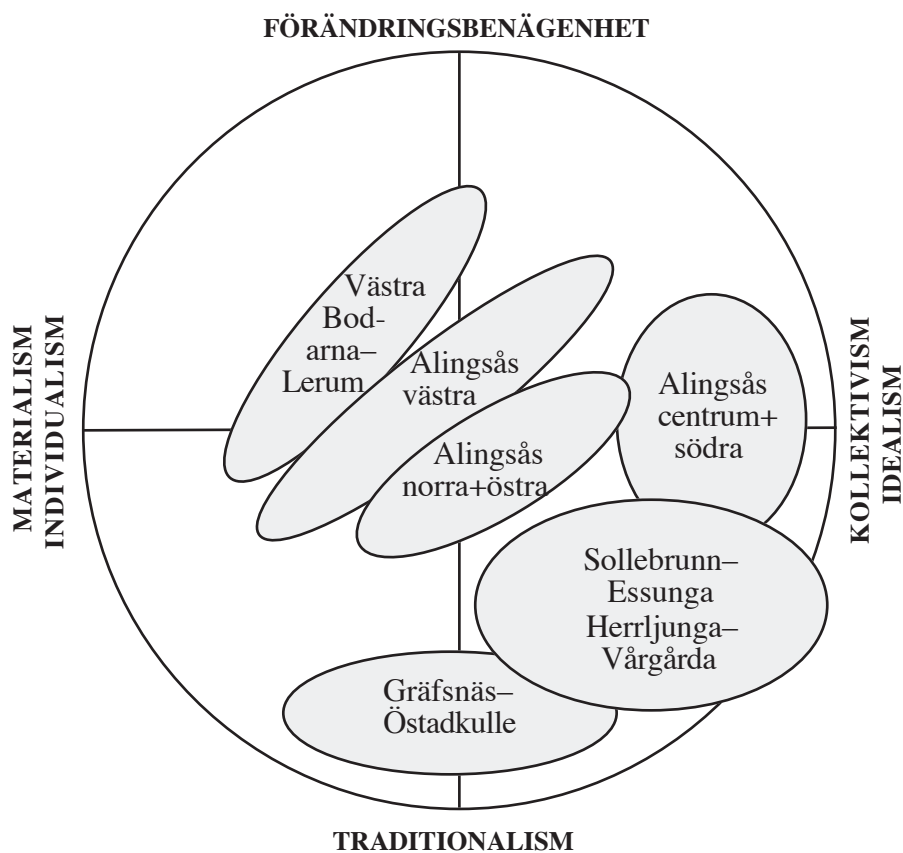 FÖRÄNDRINGSBENÄGENHET
MATERIALISM
INDIVIDUALISM
Västra
Bod-
arna–
Lerum
Alingsås
västra
Alingsås
norra+östra
Alingsås
centrum+
södra
KOLLEKTIVISM
IDEALISM
Sollebrunn–
Essunga
Herrljunga–
Vårgårda
Gräfsnäs–
Östadkulle
TRADITIONALISM